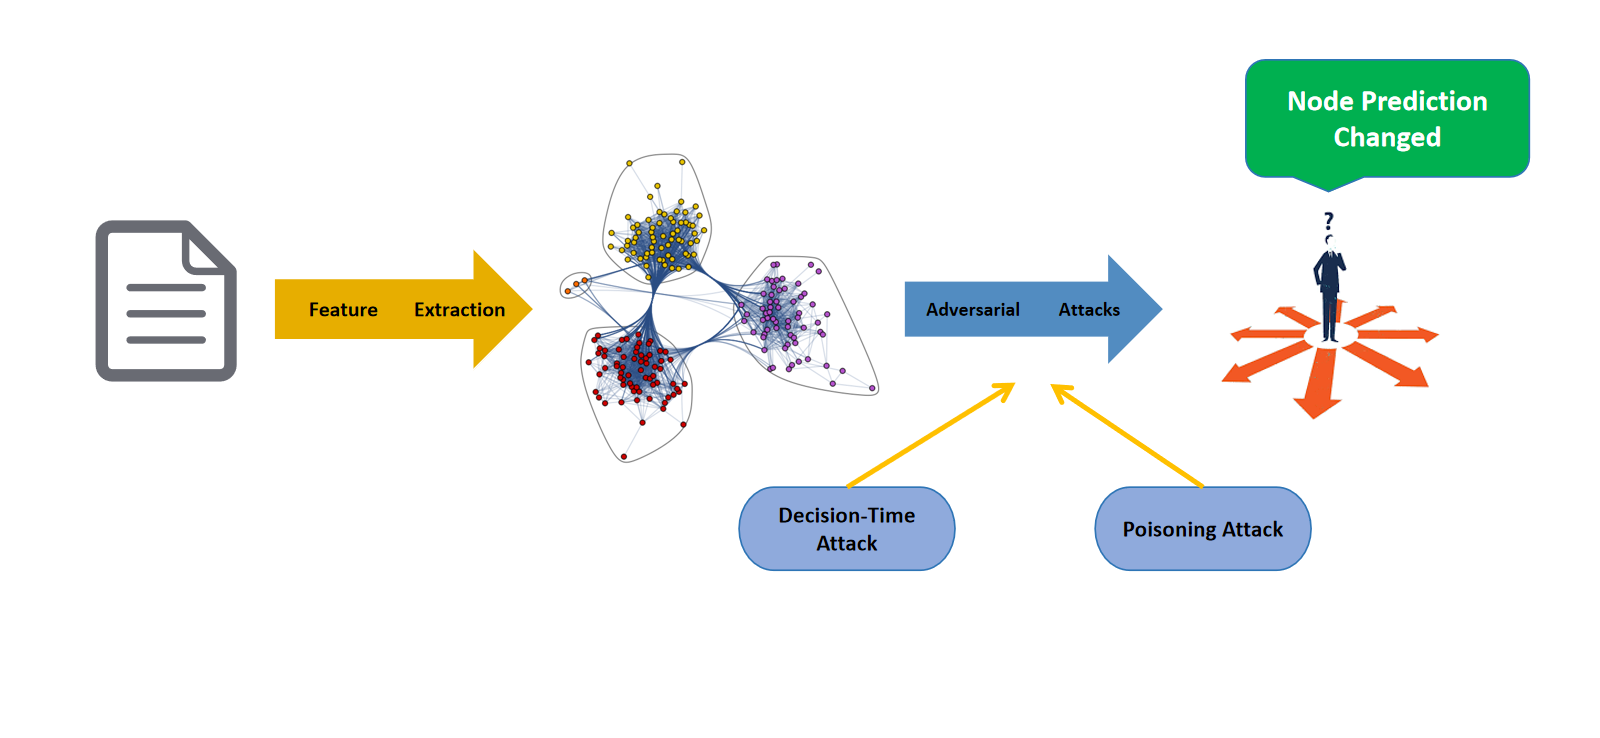 Node Prediction
Changed
?
Feature Extraction
Adversarial Attacks
Decision-Time
Attack
Poisoning Attack